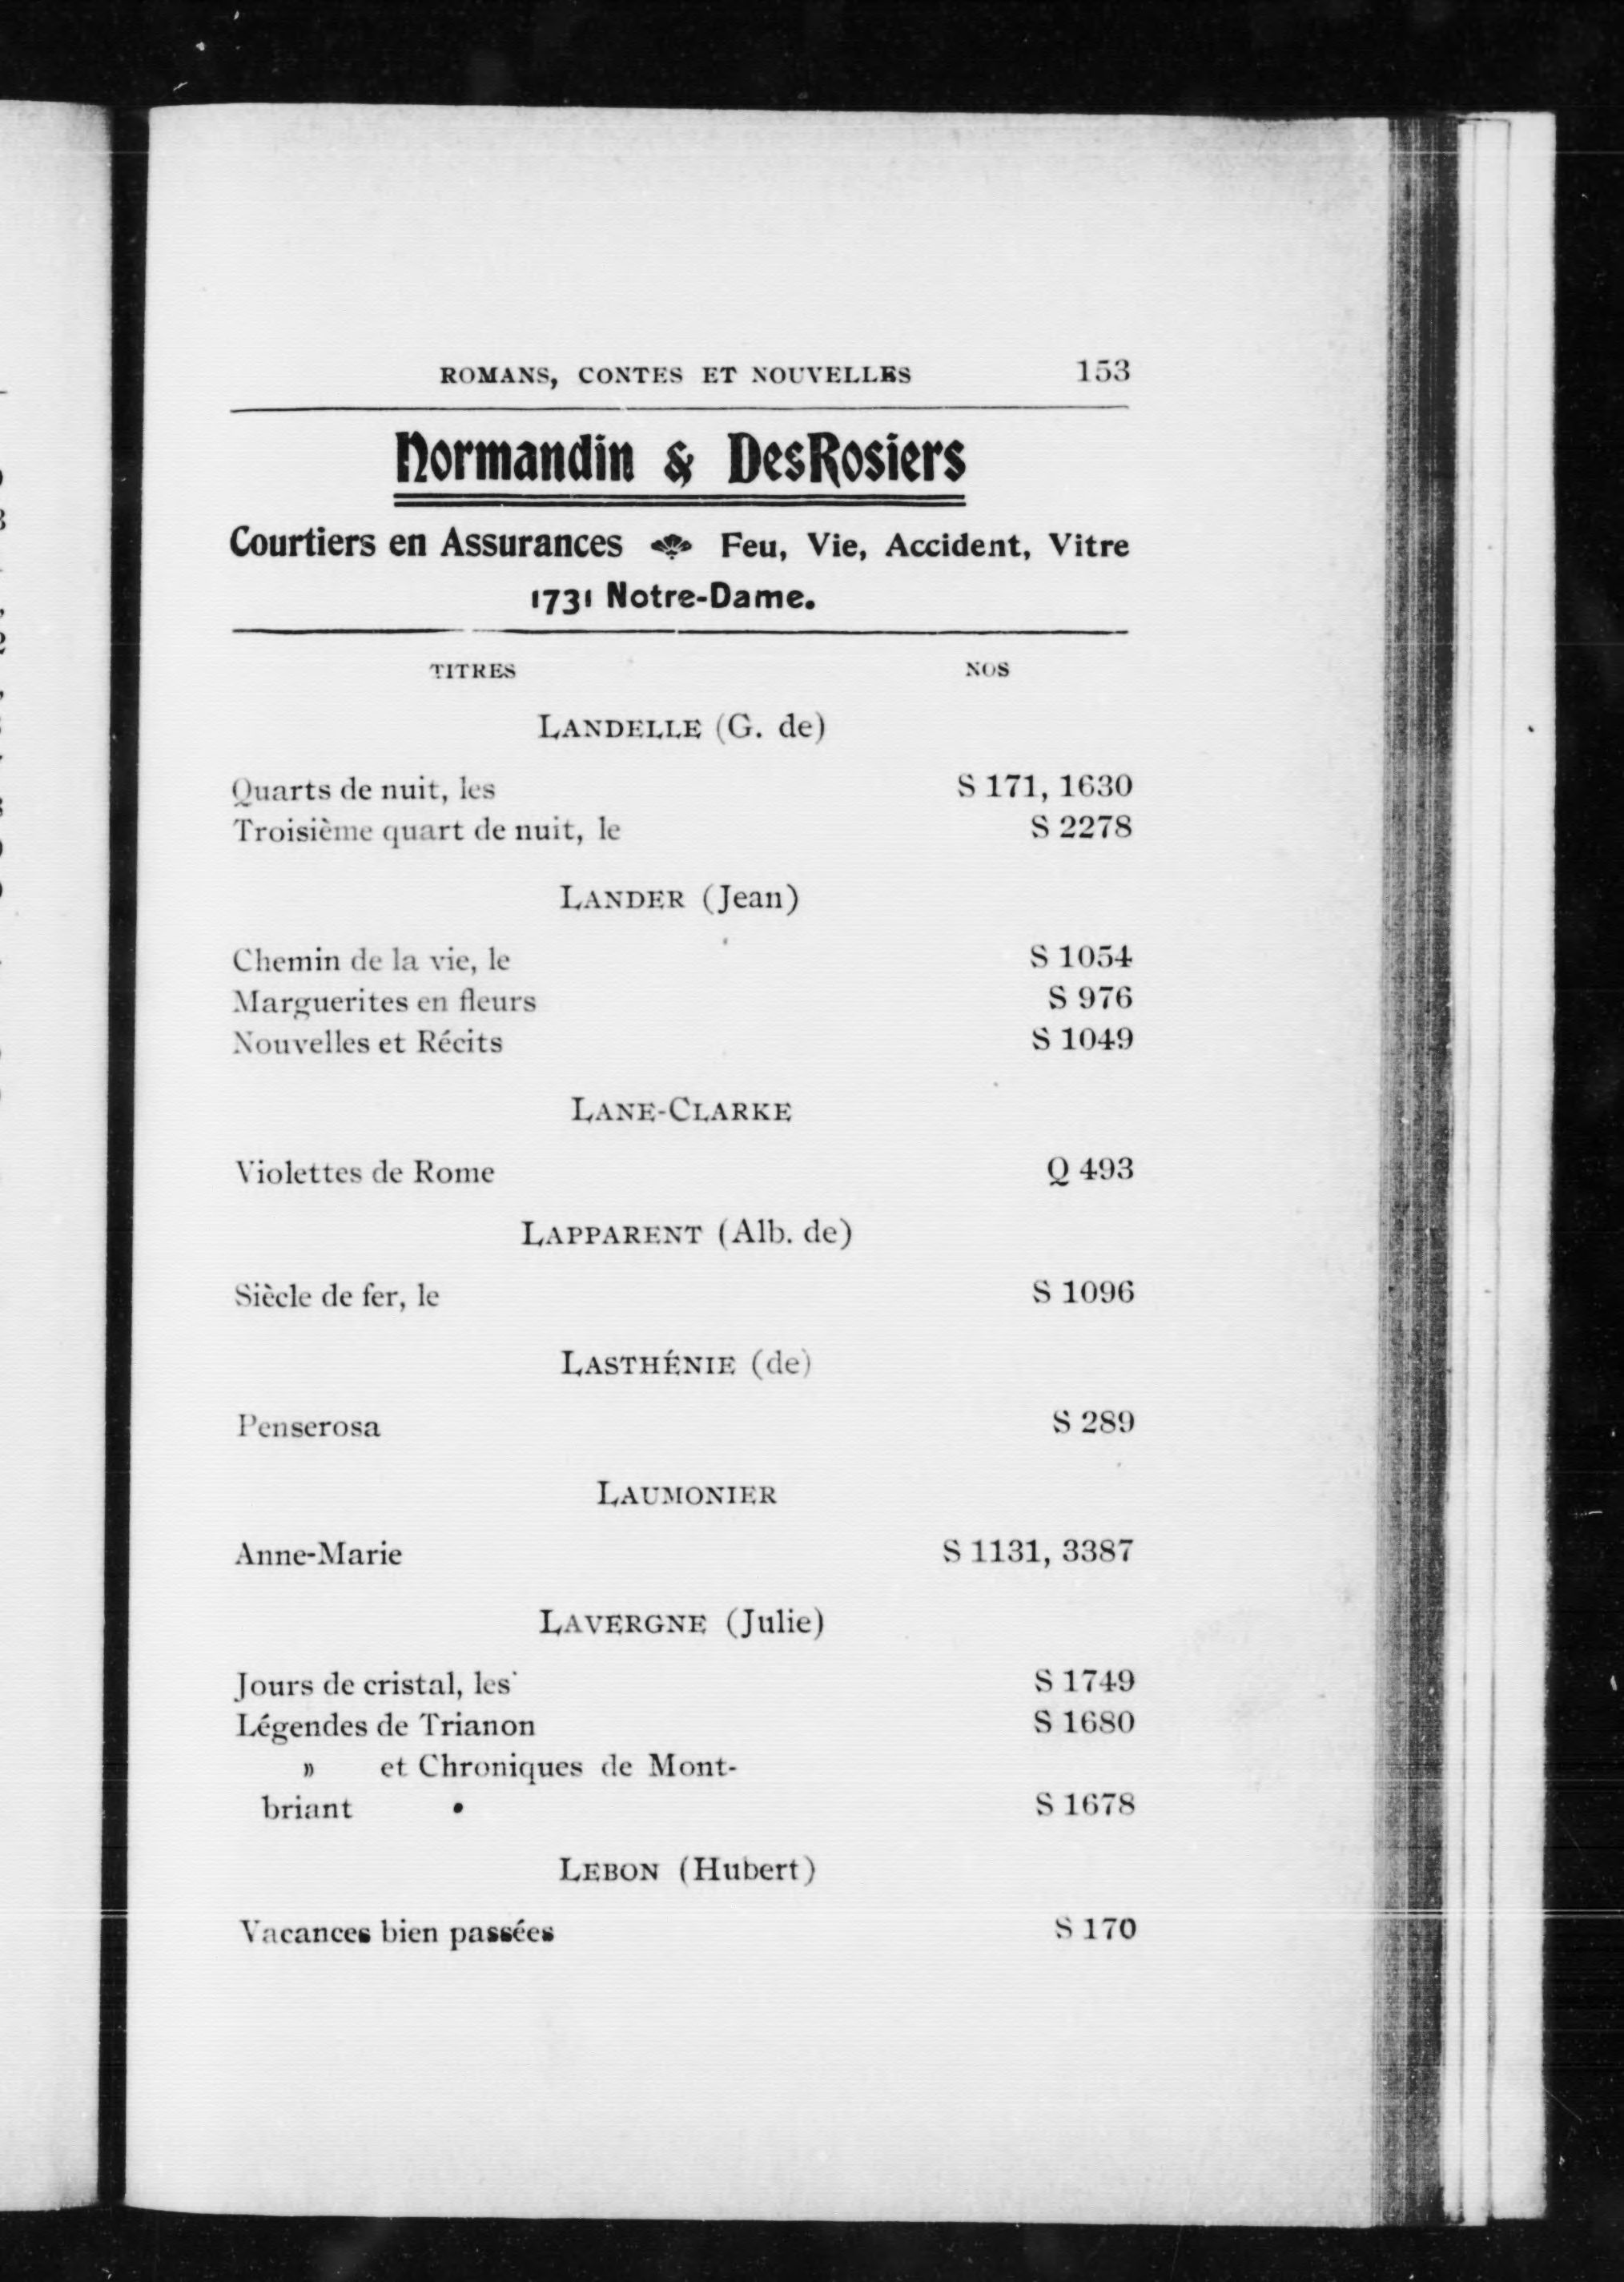 ROMANS, CONTES ET NOUVELLES 153
Normandin & DesRosiers
Courtiers en Assurances Feu, Vie, Accident, Vitre
1731 Notre-Dame.
TITRES NOS
LANDELLE (G. de)
Quarts de nuit, les S 171, 1630
Troisième quart de nuit, le S 2278
LANDER (Jean)
Chemin de la vie, le S 1054
Marguerites en fleurs S 976
Nouvelles et Récits S 1049
LANE-CLARKE
Violettes de Rome Q 493
LAPPARENT (Alb. de)
Siècle de fer, le S 1096
LASTHÉNIE (de)
Penserosa S 289
LAUMONIER
Anne-Marie S 1131, 3387
LAVERGNE (Julie)
Jours de cristal, les S 1749
Légendes de Trianon S 1680
» et Chroniques de Mont-
briant S 1678
LEBON (Hubert)
Vacances bien passées S 170